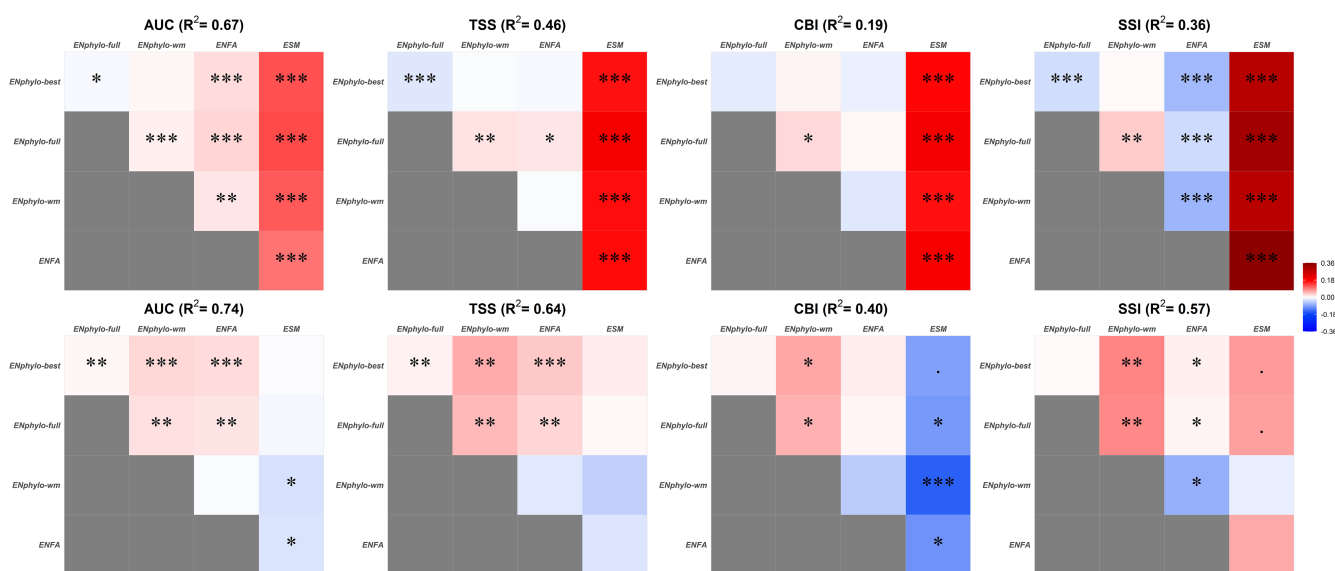 AUC (R²= 0.67) TSS (R²= 0.46) CBI (R²= 0.19) SSI (R²= 0.36)
ENphylo-full ENphylo-wm ENFA ESM ENphylo-full ENphylo-wm ENFA ESM ENphylo-full ENphylo-wm ENFA ESM ENphylo-full ENphylo-wm ENFA ESM
ENphylo-best * *** *** ENphylo-best *** *** ENphylo-best *** ENphylo-best *** *** ***
ENphylo-full *** *** *** ENphylo-full ** * *** ENphylo-full * *** ENphylo-full ** *** ***
ENphylo-wm ** *** ENphylo-wm *** ENphylo-wm *** ENphylo-wm *** ***
ENFA *** ENFA *** ENFA *** ENFA ***
0.36
0.18
0.00
-0.18
-0.36
AUC (R²= 0.74) TSS (R²= 0.64) CBI (R²= 0.40) SSI (R²= 0.57)
ENphylo-full ENphylo-wm ENFA ESM ENphylo-full ENphylo-wm ENFA ESM ENphylo-full ENphylo-wm ENFA ESM ENphylo-full ENphylo-wm ENFA ESM
ENphylo-best ** *** *** ENphylo-best ** ** *** ENphylo-best * . ENphylo-best ** * .
ENphylo-full ** ** ENphylo-full ** ** ENphylo-full * * ENphylo-full ** * .
ENphylo-wm * ENphylo-wm ENphylo-wm *** ENphylo-wm *
ENFA * ENFA ENFA * ENFA